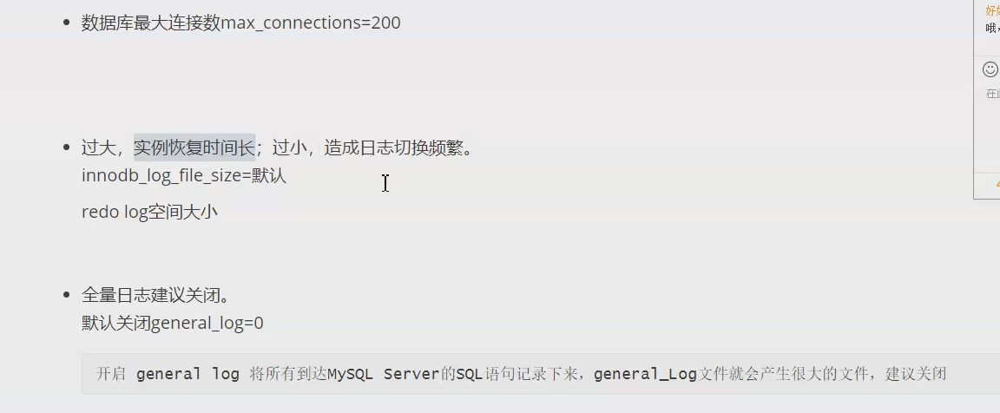 数据库最大连接数max_connections=200
过大，实例恢复时间长；过小，造成日志切换频繁。
innodb_log_file_size=默认
redo log空间大小
全量日志建议关闭。
默认关闭general_log=0
开启 general log 将所有到达MySQL Server的SQL语句记录下来，general_Log文件就会产生很大的文件，建议关闭
哦，